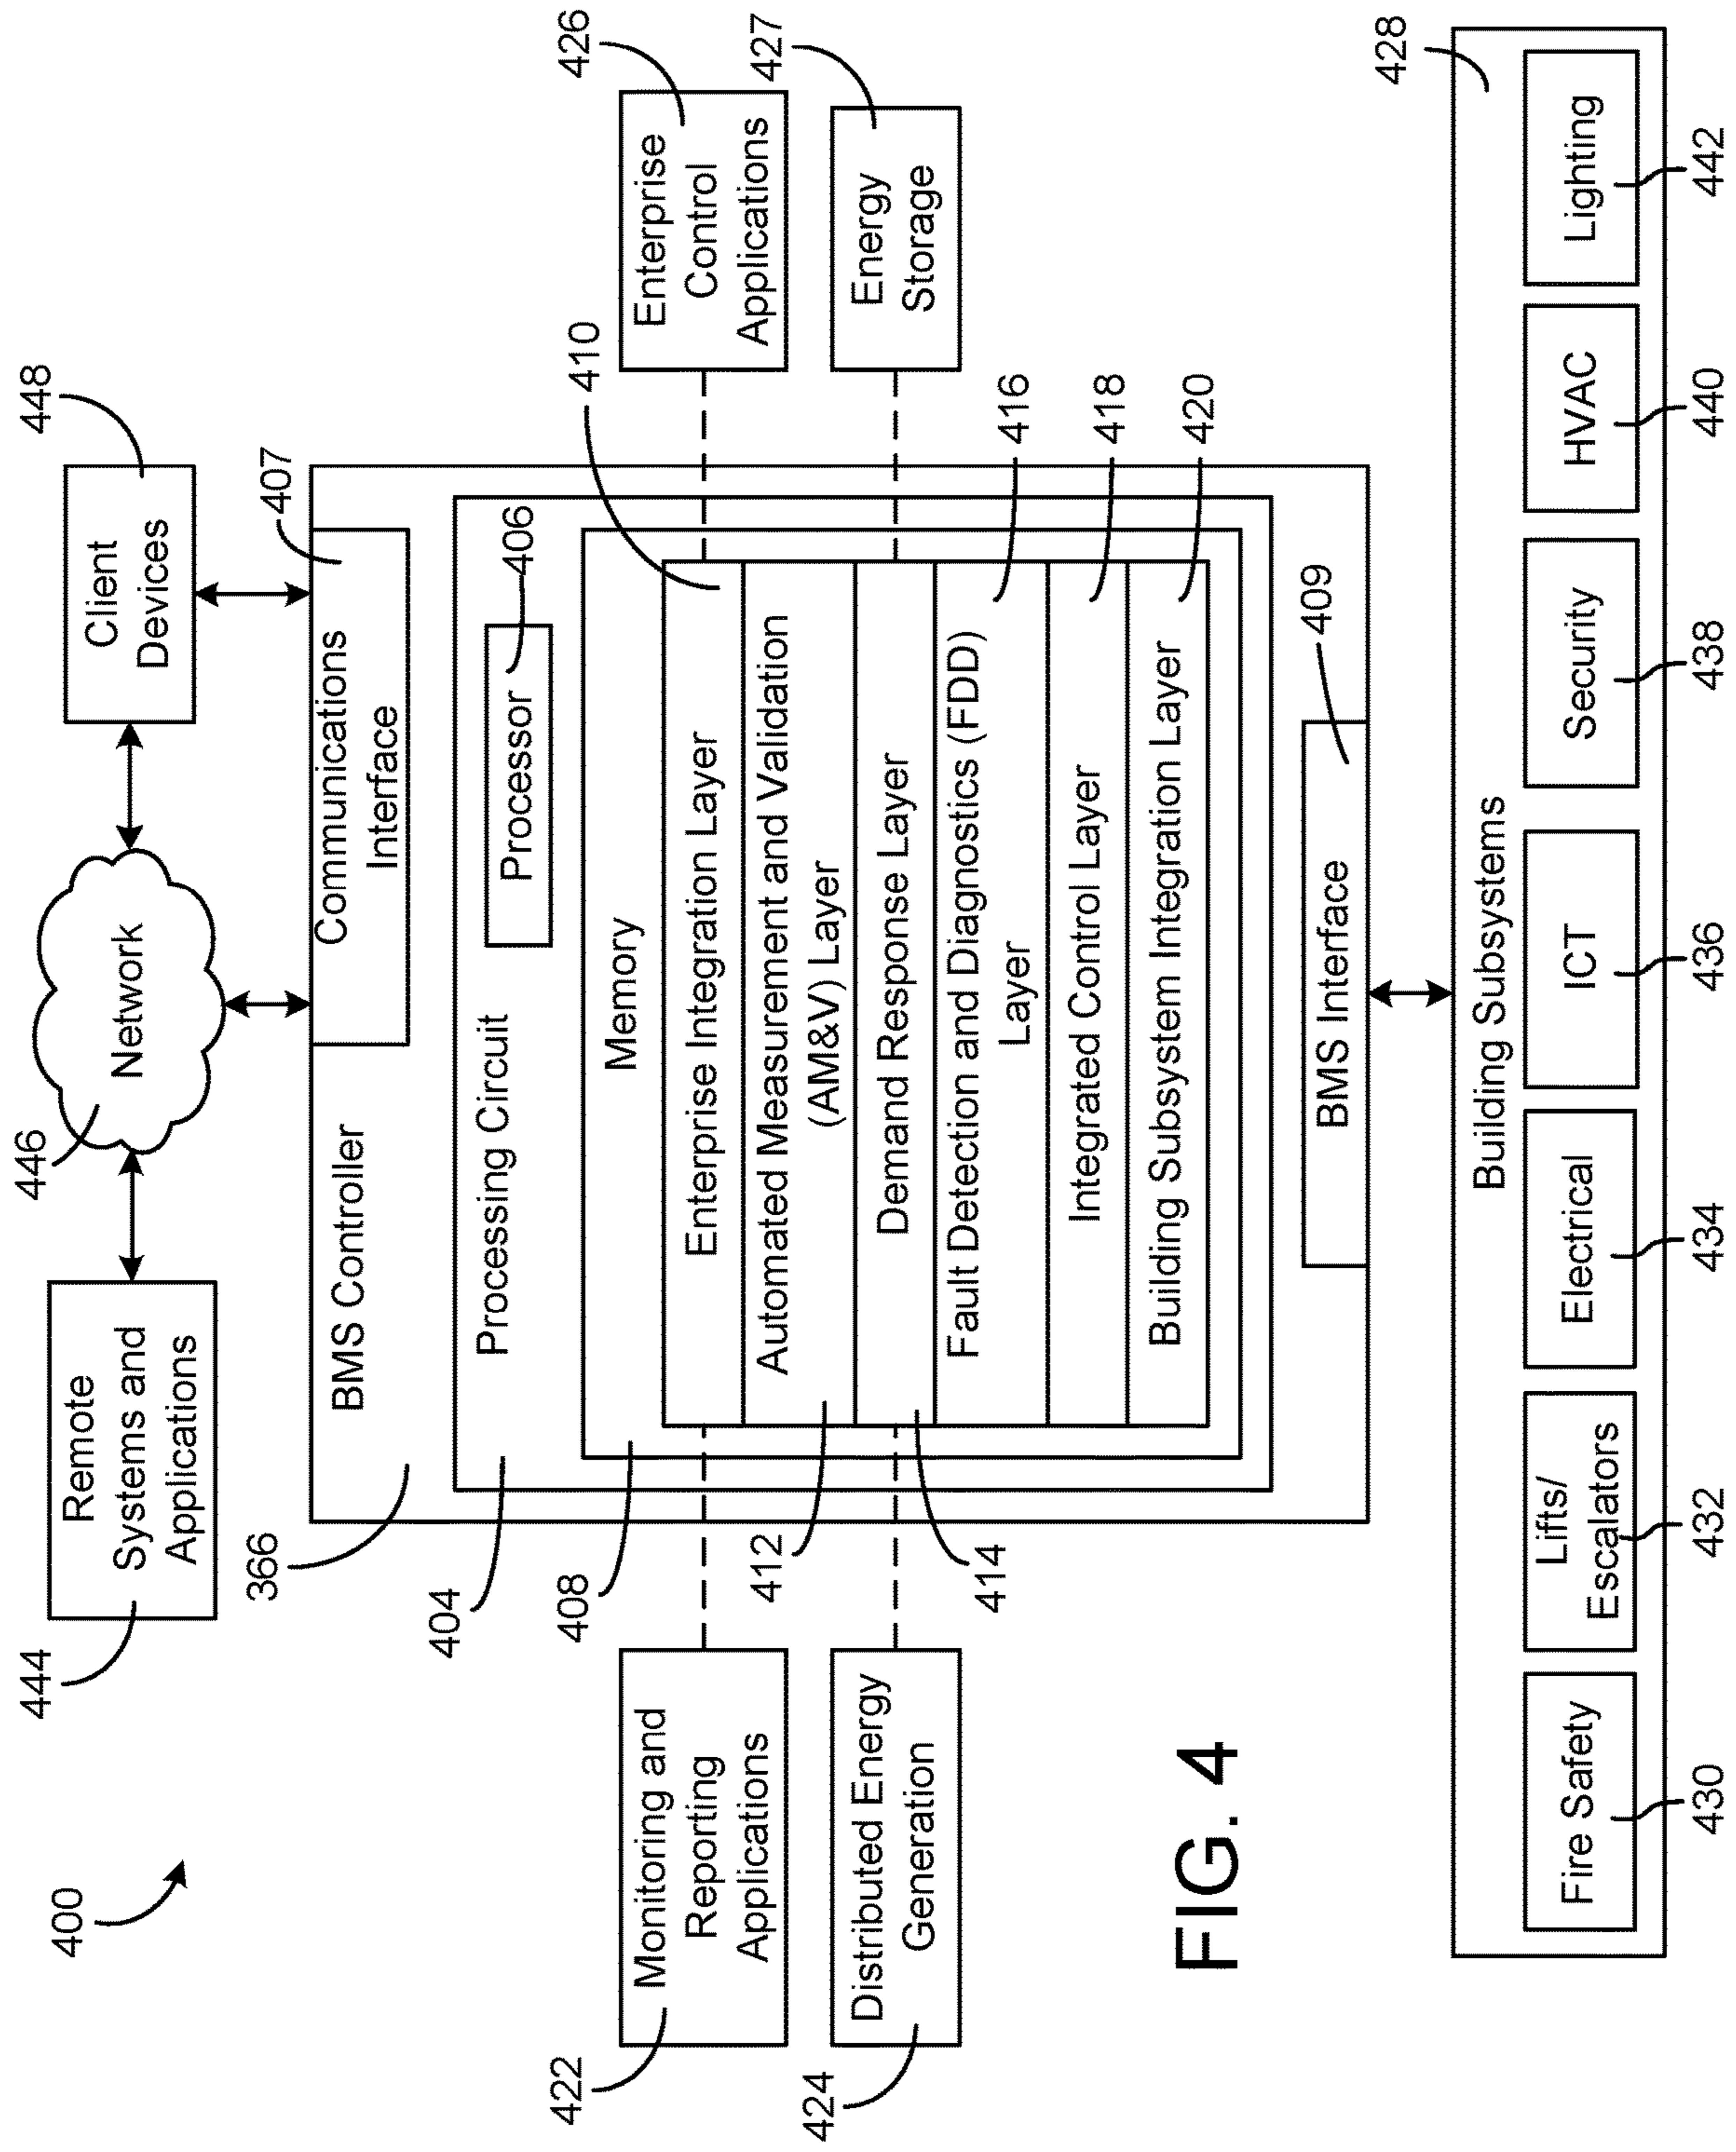 400
444
Remote
Systems and
Applications
446
Network
448
Client
Devices
366
BMS Controller
407
Communications
Interface
404
Processing Circuit
Processor
406
408
Memory
410
Enterprise Integration Layer
Automated Measurement and Validation
(AM&V) Layer
412
Demand Response Layer
414
Fault Detection and Diagnostics (FDD)
Layer
416
Integrated Control Layer
418
Building Subsystem Integration Layer
420
422
Monitoring and
Reporting
Applications
424
Distributed Energy
Generation
426
Enterprise
Control
Applications
427
Energy
Storage
BMS Interface
409
FIG. 4
428
Building Subsystems
Fire Safety
Lifts/
Escalators
Electrical
ICT
Security
HVAC
Lighting
430
432
434
436
438
440
442